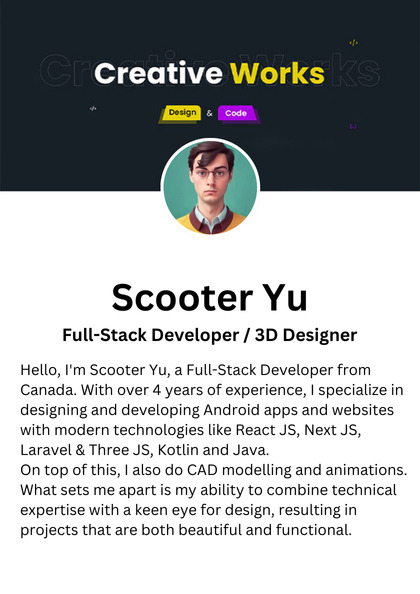 Creative Works
Creative Works
</>
</>
Design & Code
Scooter Yu
Full-Stack Developer / 3D Designer
Hello, I'm Scooter Yu, a Full-Stack Developer from
Canada. With over 4 years of experience, I specialize in
designing and developing Android apps and websites
with modern technologies like React JS, Next JS,
Laravel & Three JS, Kotlin and Java.
On top of this, I also do CAD modelling and animations.
What sets me apart is my ability to combine technical
expertise with a keen eye for design, resulting in
projects that are both beautiful and functional.